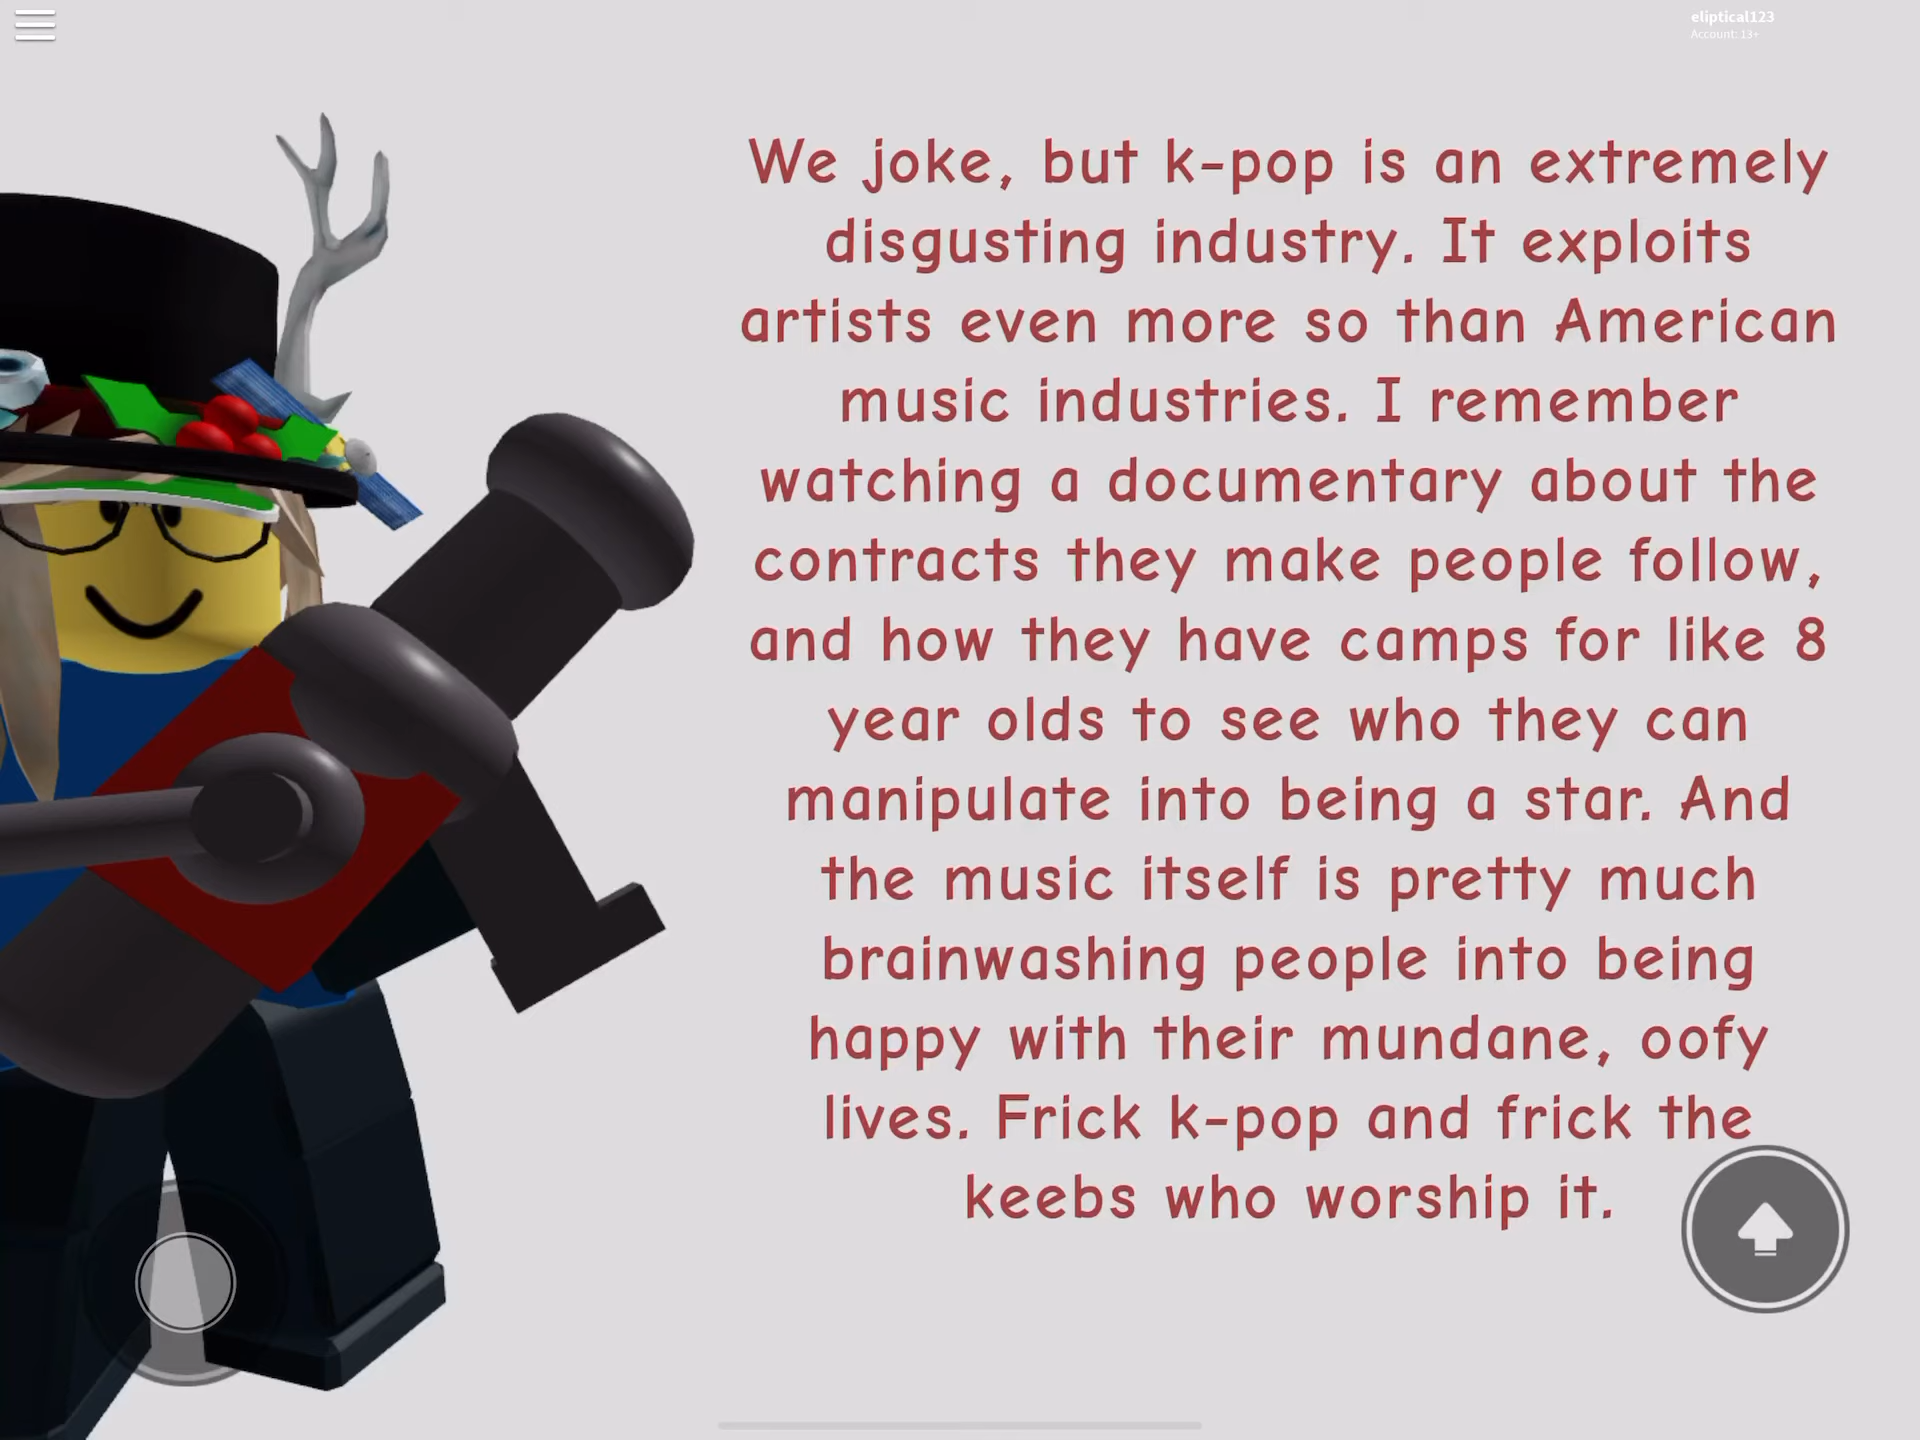 eliptical123
Account: 13+
We joke, but k-pop is an extremely
disgusting industry. It exploits
artists even more so than American
music industries. I remember
watching a documentary about the
contracts they make people follow,
and how they have camps for like 8
year olds to see who they can
manipulate into being a star. And
the music itself is pretty much
brainwashing people into being
happy with their mundane, oofy
lives. Frick k-pop and frick the
keebs who worship it.